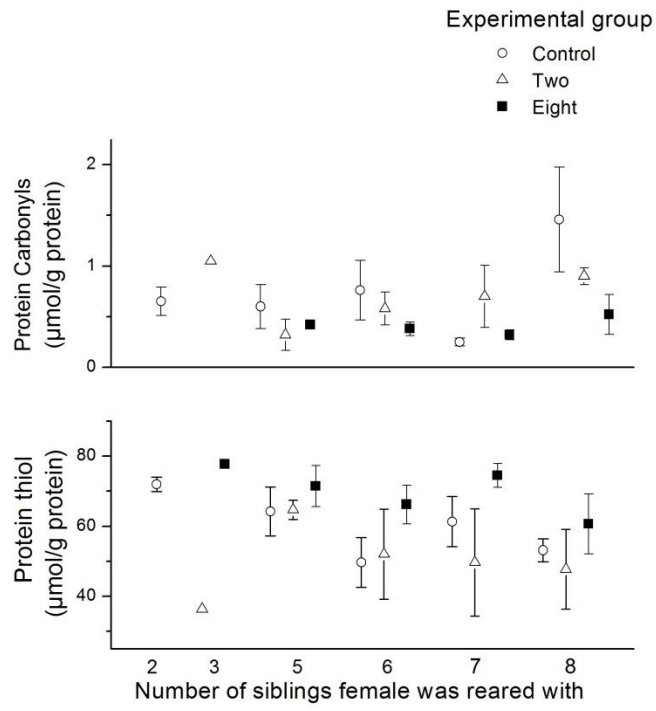 Experimental group
Control
Two
Eight
Protein Carbonyls
(μmol/g protein)
2
1
0
Protein thiol
(μmol/g protein)
80
60
40
2 3 5 6 7 8
Number of siblings female was reared with